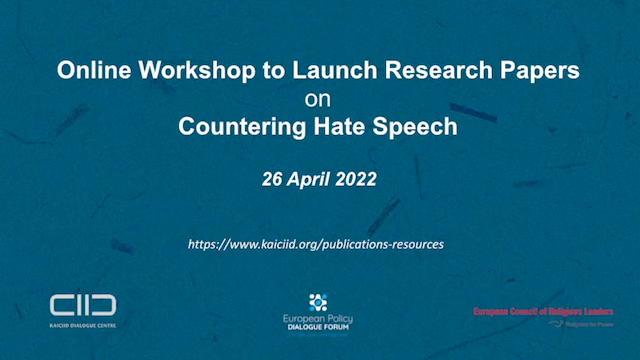 Online Workshop to Launch Research Papers
on
Countering Hate Speech
26 April 2022
https://www.kaiciid.org/publications-resources
CIID
KAICIID DIALOGUE CENTRE
European Policy
DIALOGUE FORUM
European Council of Religious Leaders
Religions for Peace